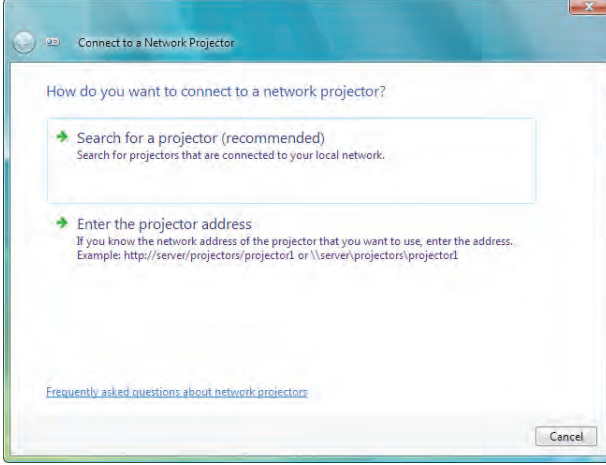 Connect to a Network Projector
How do you want to connect to a network projector?
Search for a projector (recommended)
Search for projectors that are connected to your local network.
Enter the projector address
If you know the network address of the projector that you want to use, enter the address.
Example: http://server/projectors/projector1 or \\server\projectors\projector1
Frequently asked questions about network projectors
Cancel